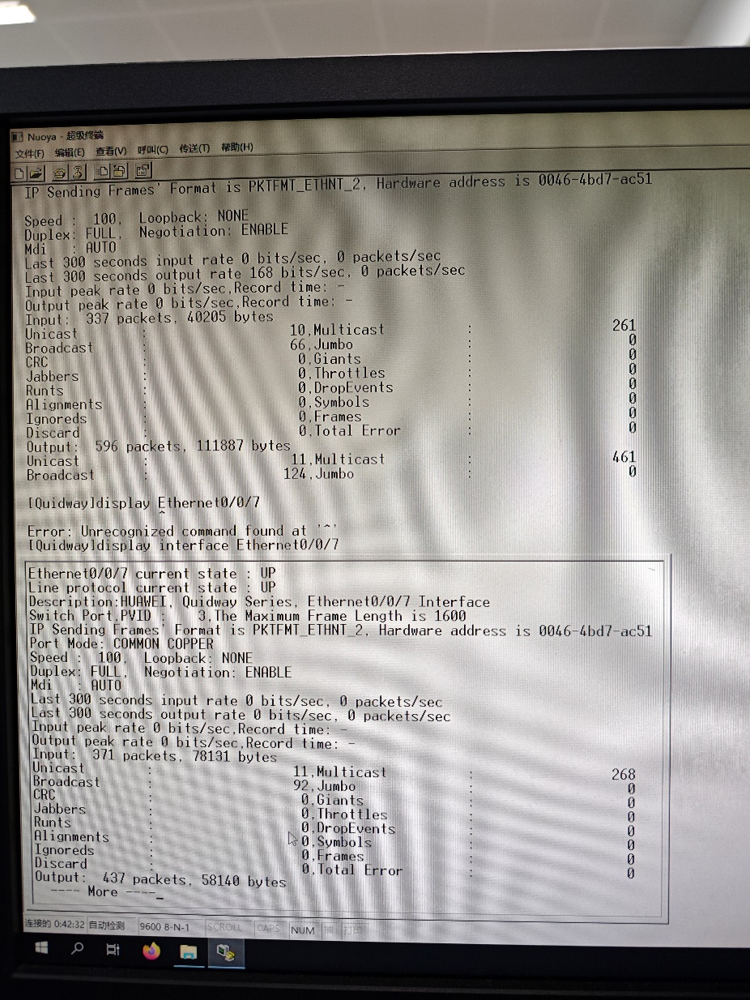 Nuoya - 超级终端
文件(F) 编辑(E) 查看(V) 呼叫(C) 传送(T) 帮助(H)
IP Sending Frames' Format is PKTFMT_ETHNT_2, Hardware address is 0046-4bd7-ac51
Speed : 100, Loopback: NONE
Duplex: FULL, Negotiation: ENABLE
Mdi : AUTO
Last 300 seconds input rate 0 bits/sec, 0 packets/sec
Last 300 seconds output rate 168 bits/sec, 0 packets/sec
Input peak rate 0 bits/sec,Record time: -
Output peak rate 0 bits/sec,Record time: -
Input: 337 packets, 40205 bytes
Unicast : 10,Multicast : 261
Broadcast : 66,Jumbo : 0
CRC : 0,Giants : 0
Jabbers : 0,Throttles : 0
Runts : 0,DropEvents : 0
Alignments : 0,Symbols : 0
Ignoreds : 0,Frames : 0
Discard : 0,Total Error : 0
Output: 596 packets, 111887 bytes
Unicast : 11,Multicast : 461
Broadcast : 124,Jumbo : 0
[Quidway]display Ethernet0/0/7
^
Error: Unrecognized command found at '^'
[Quidway]display interface Ethernet0/0/7
Ethernet0/0/7 current state : UP
Line protocol current state : UP
Description:HUAWEI, Quidway Series, Ethernet0/0/7 Interface
Switch Port,PVID : 3,The Maximum Frame Length is 1600
IP Sending Frames' Format is PKTFMT_ETHNT_2, Hardware address is 0046-4bd7-ac51
Port Mode: COMMON COPPER
Speed : 100, Loopback: NONE
Duplex: FULL, Negotiation: ENABLE
Mdi : AUTO
Last 300 seconds input rate 0 bits/sec, 0 packets/sec
Last 300 seconds output rate 0 bits/sec, 0 packets/sec
Input peak rate 0 bits/sec,Record time: -
Output peak rate 0 bits/sec,Record time: -
Input: 371 packets, 78131 bytes
Unicast : 11,Multicast : 268
Broadcast : 92,Jumbo : 0
CRC : 0,Giants : 0
Jabbers : 0,Throttles : 0
Runts : 0,DropEvents : 0
Alignments : 0,Symbols : 0
Ignoreds : 0,Frames : 0
Discard : 0,Total Error : 0
Output: 437 packets, 58140 bytes
---- More ----_
连接的 0:42:32 自动检测 9600 8-N-1 SCROLL CAPS NUM 捕 打印